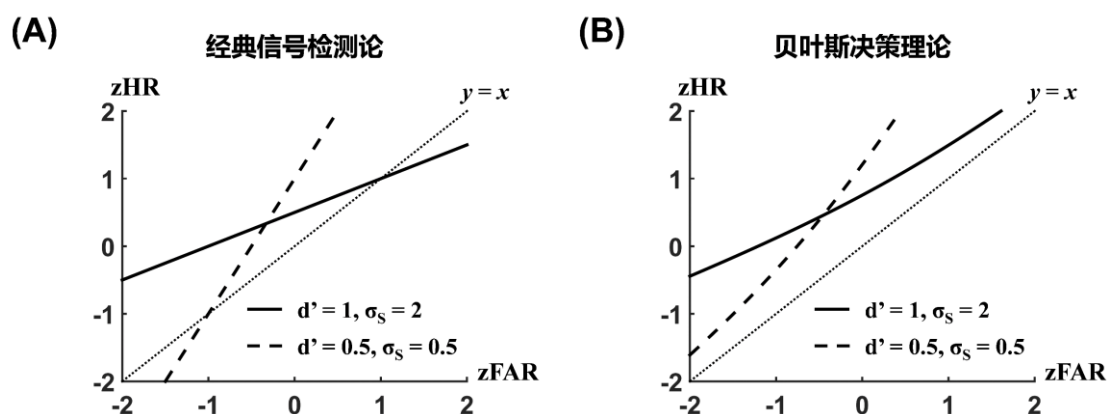 (A)
经典信号检测论
zHR
y = x
2
1
0
-1
-2
d' = 1, σS = 2
d' = 0.5, σS = 0.5
zFAR
-2 -1 0 1 2
(B)
贝叶斯决策理论
zHR
y = x
2
1
0
-1
-2
d' = 1, σS = 2
d' = 0.5, σS = 0.5
zFAR
-2 -1 0 1 2